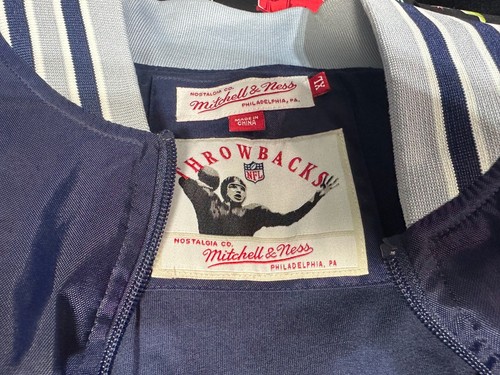 NOSTALGIA CO.
Mitchell & Ness
PHILADELPHIA, PA.
XL
MADE IN
CHINA
THROWBACKS
NFL
NOSTALGIA CO.
Mitchell & Ness
PHILADELPHIA, PA